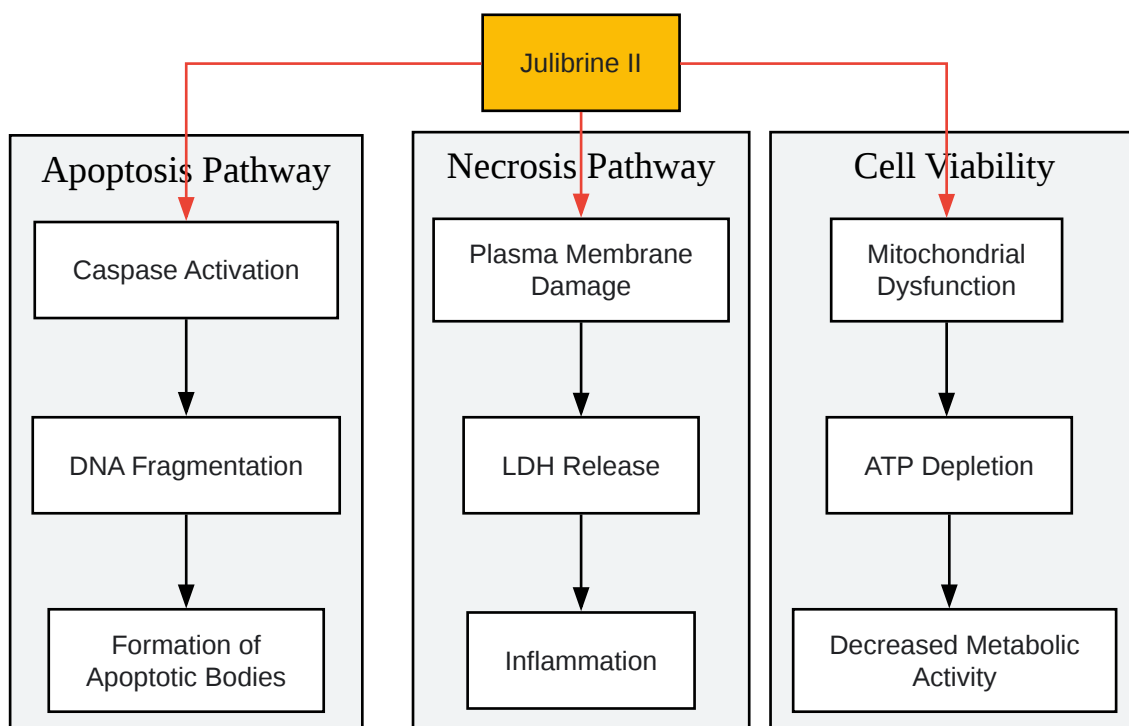 Julibrine II
Apoptosis Pathway
Caspase Activation
DNA Fragmentation
Formation of
Apoptotic Bodies
Necrosis Pathway
Plasma Membrane
Damage
LDH Release
Inflammation
Cell Viability
Mitochondrial
Dysfunction
ATP Depletion
Decreased Metabolic
Activity